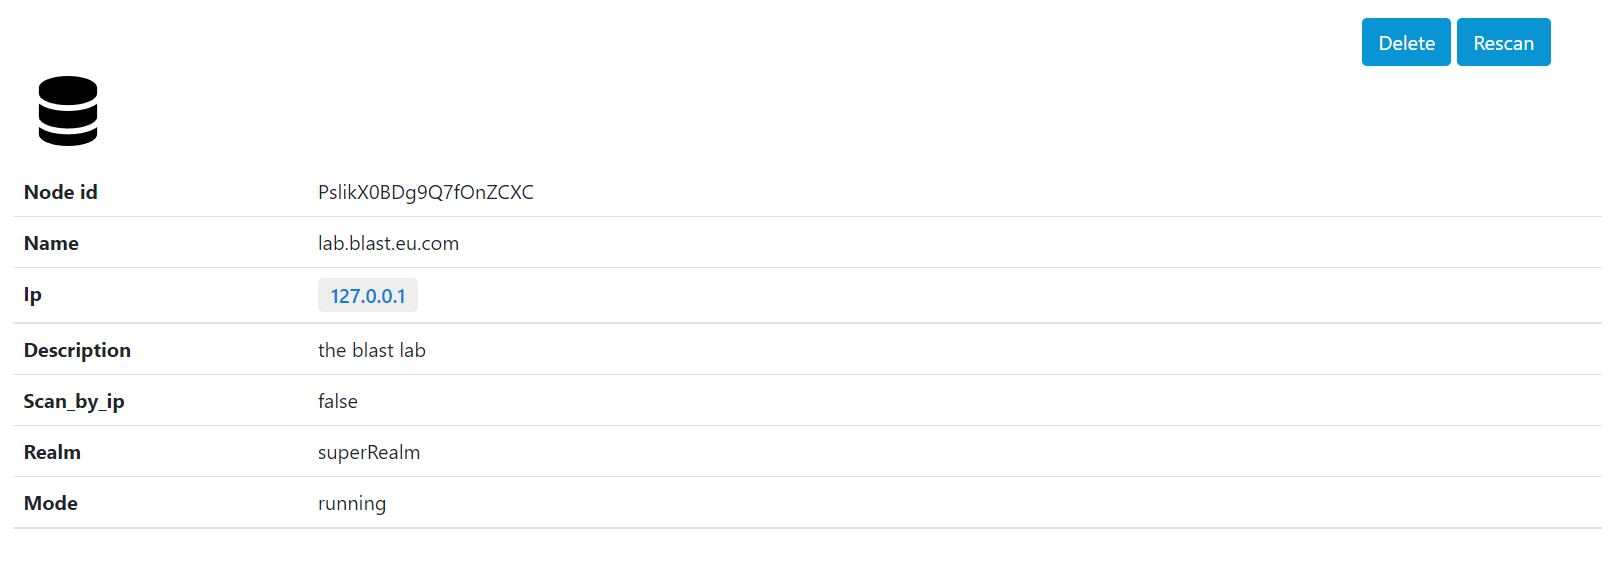 Delete Rescan
Node id PslikX0BDg9Q7fOnZCXC
Name lab.blast.eu.com
Ip 127.0.0.1
Description the blast lab
Scan_by_ip false
Realm superRealm
Mode running